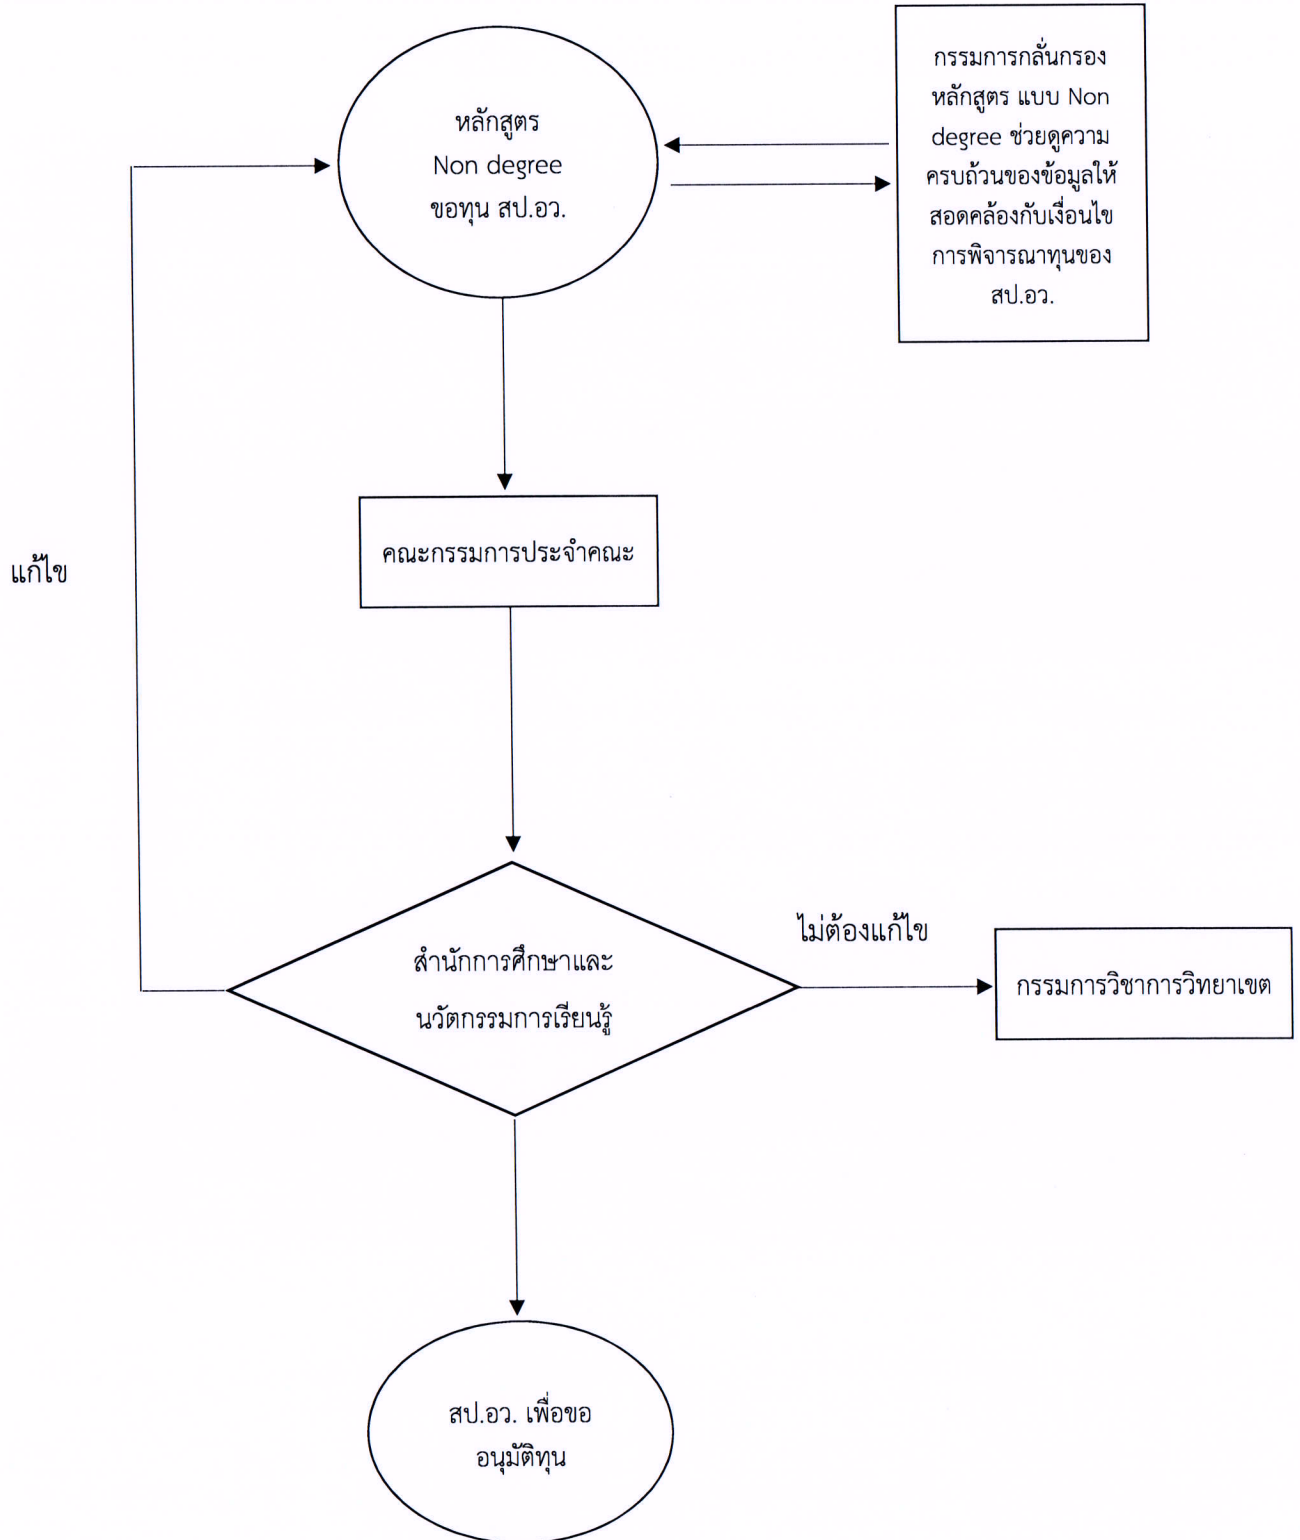 กรรมการกลั่นกรอง
หลักสูตร แบบ Non
degree ช่วยดูความ
ครบถ้วนของข้อมูลให้
สอดคล้องกับเงื่อนไข
การพิจารณาทุนของ
สป.อว.
หลักสูตร
Non degree
ขอทุน สป.อว.
คณะกรรมการประจำคณะ
แก้ไข
ไม่ต้องแก้ไข
สำนักการศึกษาและ
นวัตกรรมการเรียนรู้
กรรมการวิชาการวิทยาเขต
สป.อว. เพื่อขอ
อนุมัติทุน